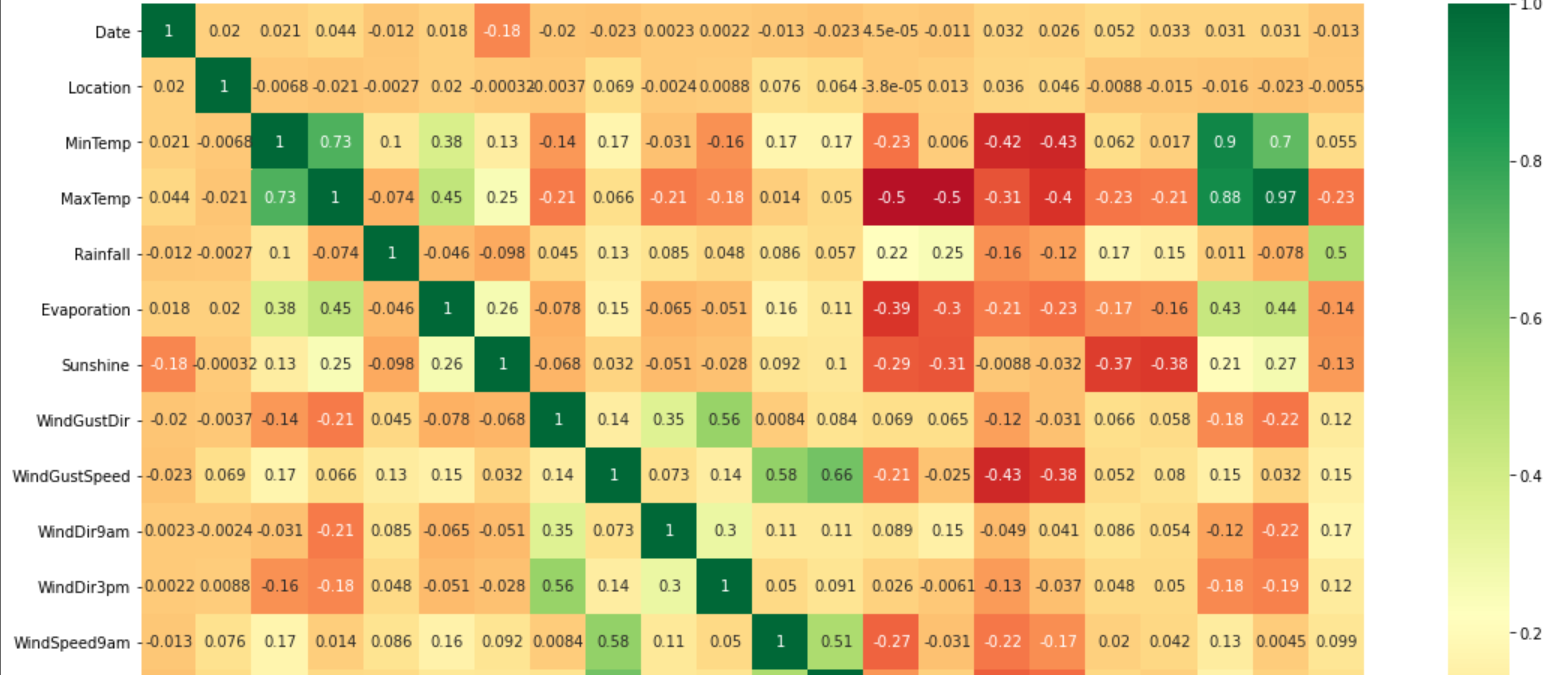 Date 1 0.02 0.021 0.044 -0.012 0.018 -0.18 -0.02 -0.023 0.0023 0.0022 -0.013 -0.023 4.5e-05 -0.011 0.032 0.026 0.052 0.033 0.031 0.031 -0.013 1.0
Location 0.02 1 -0.0068 -0.021 -0.0027 0.02 -0.00032 0.0037 0.069 -0.0024 0.0088 0.076 0.064 -3.8e-05 0.013 0.036 0.046 -0.0088 -0.015 -0.016 -0.023 -0.0055
MinTemp 0.021 -0.0068 1 0.73 0.1 0.38 0.13 -0.14 0.17 -0.031 -0.16 0.17 0.17 -0.23 0.006 -0.42 -0.43 0.062 0.017 0.9 0.7 0.055
0.8
MaxTemp 0.044 -0.021 0.73 1 -0.074 0.45 0.25 -0.21 0.066 -0.21 -0.18 0.014 0.05 -0.5 -0.5 -0.31 -0.4 -0.23 -0.21 0.88 0.97 -0.23
Rainfall -0.012 -0.0027 0.1 -0.074 1 -0.046 -0.098 0.045 0.13 0.085 0.048 0.086 0.057 0.22 0.25 -0.16 -0.12 0.17 0.15 0.011 -0.078 0.5
Evaporation 0.018 0.02 0.38 0.45 -0.046 1 0.26 -0.078 0.15 -0.065 -0.051 0.16 0.11 -0.39 -0.3 -0.21 -0.23 -0.17 -0.16 0.43 0.44 -0.14
0.6
Sunshine -0.18 -0.00032 0.13 0.25 -0.098 0.26 1 -0.068 0.032 -0.051 -0.028 0.092 0.1 -0.29 -0.31 -0.0088 -0.032 -0.37 -0.38 0.21 0.27 -0.13
WindGustDir -0.02 -0.0037 -0.14 -0.21 0.045 -0.078 -0.068 1 0.14 0.35 0.56 0.0084 0.084 0.069 0.065 -0.12 -0.031 0.066 0.058 -0.18 -0.22 0.12
WindGustSpeed -0.023 0.069 0.17 0.066 0.13 0.15 0.032 0.14 1 0.073 0.14 0.58 0.66 -0.21 -0.025 -0.43 -0.38 0.052 0.08 0.15 0.032 0.15
0.4
WindDir9am 0.0023 -0.0024 -0.031 -0.21 0.085 -0.065 -0.051 0.35 0.073 1 0.3 0.11 0.11 0.089 0.15 -0.049 0.041 0.086 0.054 -0.12 -0.22 0.17
WindDir3pm 0.0022 0.0088 -0.16 -0.18 0.048 -0.051 -0.028 0.56 0.14 0.3 1 0.05 0.091 0.026 -0.0061 -0.13 -0.037 0.048 0.05 -0.18 -0.19 0.12
WindSpeed9am -0.013 0.076 0.17 0.014 0.086 0.16 0.092 0.0084 0.58 0.11 0.05 1 0.51 -0.27 -0.031 -0.22 -0.17 0.02 0.042 0.13 0.0045 0.099
0.2